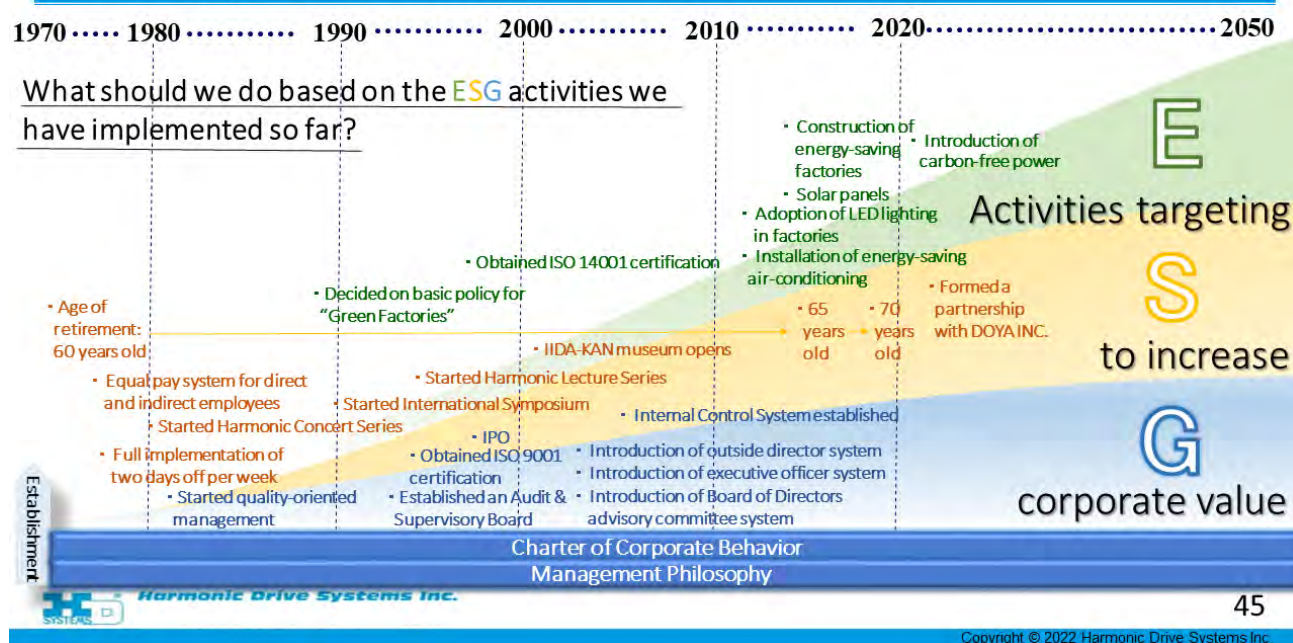 1970 ····· 1980 ··········· 1990 ··········· 2000 ··········· 2010 ··········· 2020 ·································2050
What should we do based on the ESG activities we
have implemented so far?
・Construction of
energy-saving
factories
・Introduction of
carbon-free power
・Solar panels
・Adoption of LED lighting
in factories
・Installation of energy-saving
air-conditioning
・Obtained ISO 14001 certification
・Decided on basic policy for
"Green Factories"
E
Activities targeting
・Age of
retirement:
60 years old
・65
years
old
・70
years
old
・Formed a
partnership
with DOYA INC.
・IIDA-KAN museum opens
・Equal pay system for direct
and indirect employees
・Started Harmonic Lecture Series
・Started International Symposium
・Started Harmonic Concert Series
・Full implementation of
two days off per week
S
to increase
・Internal Control System established
・IPO
・Obtained ISO 9001
certification
・Introduction of outside director system
・Introduction of executive officer system
・Started quality-oriented
management
・Established an Audit &
Supervisory Board
・Introduction of Board of Directors
advisory committee system
G
corporate value
Establishment
Charter of Corporate Behavior
Management Philosophy
SYSTEMS
Harmonic Drive Systems Inc.
45
Copyright © 2022 Harmonic Drive Systems Inc